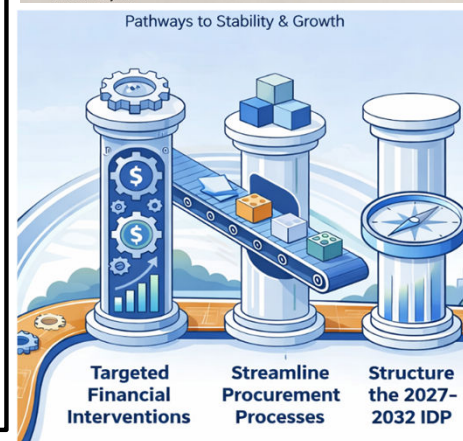 Pathways to Stability & Growth
$
$
Targeted
Financial
Interventions
Streamline
Procurement
Processes
Structure
the 2027–
2032 IDP